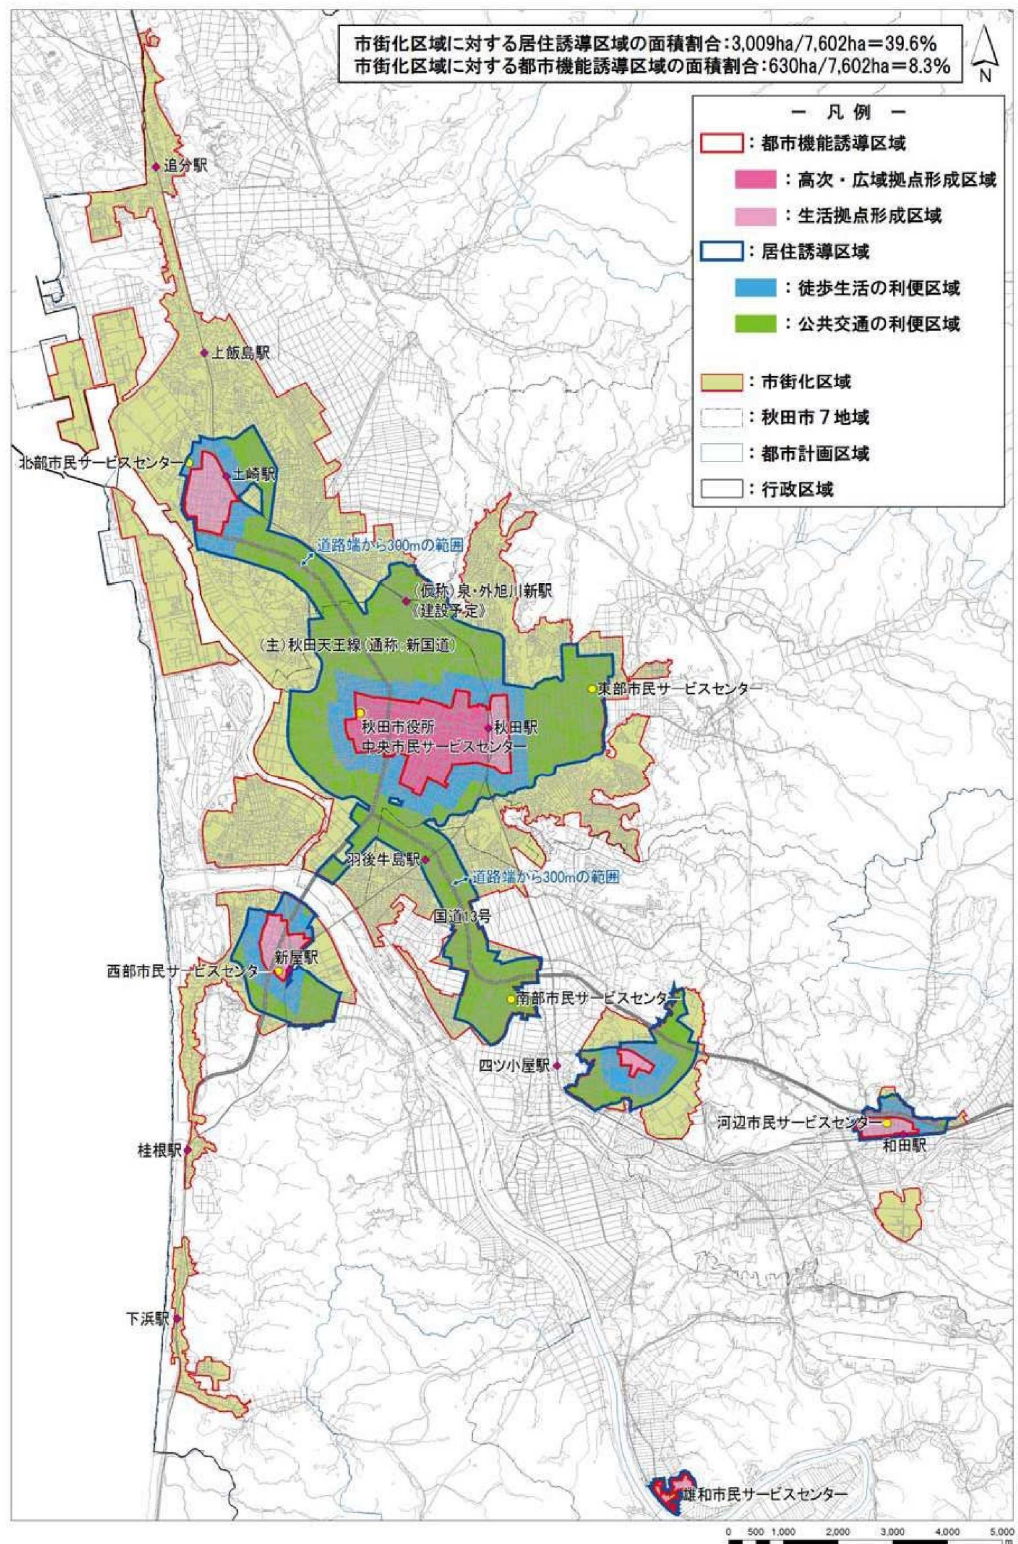 市街化区域に対する居住誘導区域の面積割合:3,009ha/7,602ha=39.6%
市街化区域に対する都市機能誘導区域の面積割合:630ha/7,602ha=8.3%
N
― 凡 例 ―
:都市機能誘導区域
:高次・広域拠点形成区域
:生活拠点形成区域
:居住誘導区域
:徒歩生活の利便区域
:公共交通の利便区域
:市街化区域
:秋田市7地域
:都市計画区域
:行政区域
追分駅
上飯島駅
北部市民サービスセンター
土崎駅
道路端から300mの範囲
(仮称)泉・外旭川新駅
《建設予定》
(主)秋田天王線(通称:新国道)
東部市民サービスセンター
秋田市役所
中央市民サービスセンター
秋田駅
羽後牛島駅
道路端から300mの範囲
国道13号
新屋駅
西部市民サービスセンター
南部市民サービスセンター
四ツ小屋駅
河辺市民サービスセンター
和田駅
桂根駅
下浜駅
雄和市民サービスセンター
0 500 1,000 2,000 3,000 4,000 5,000
m